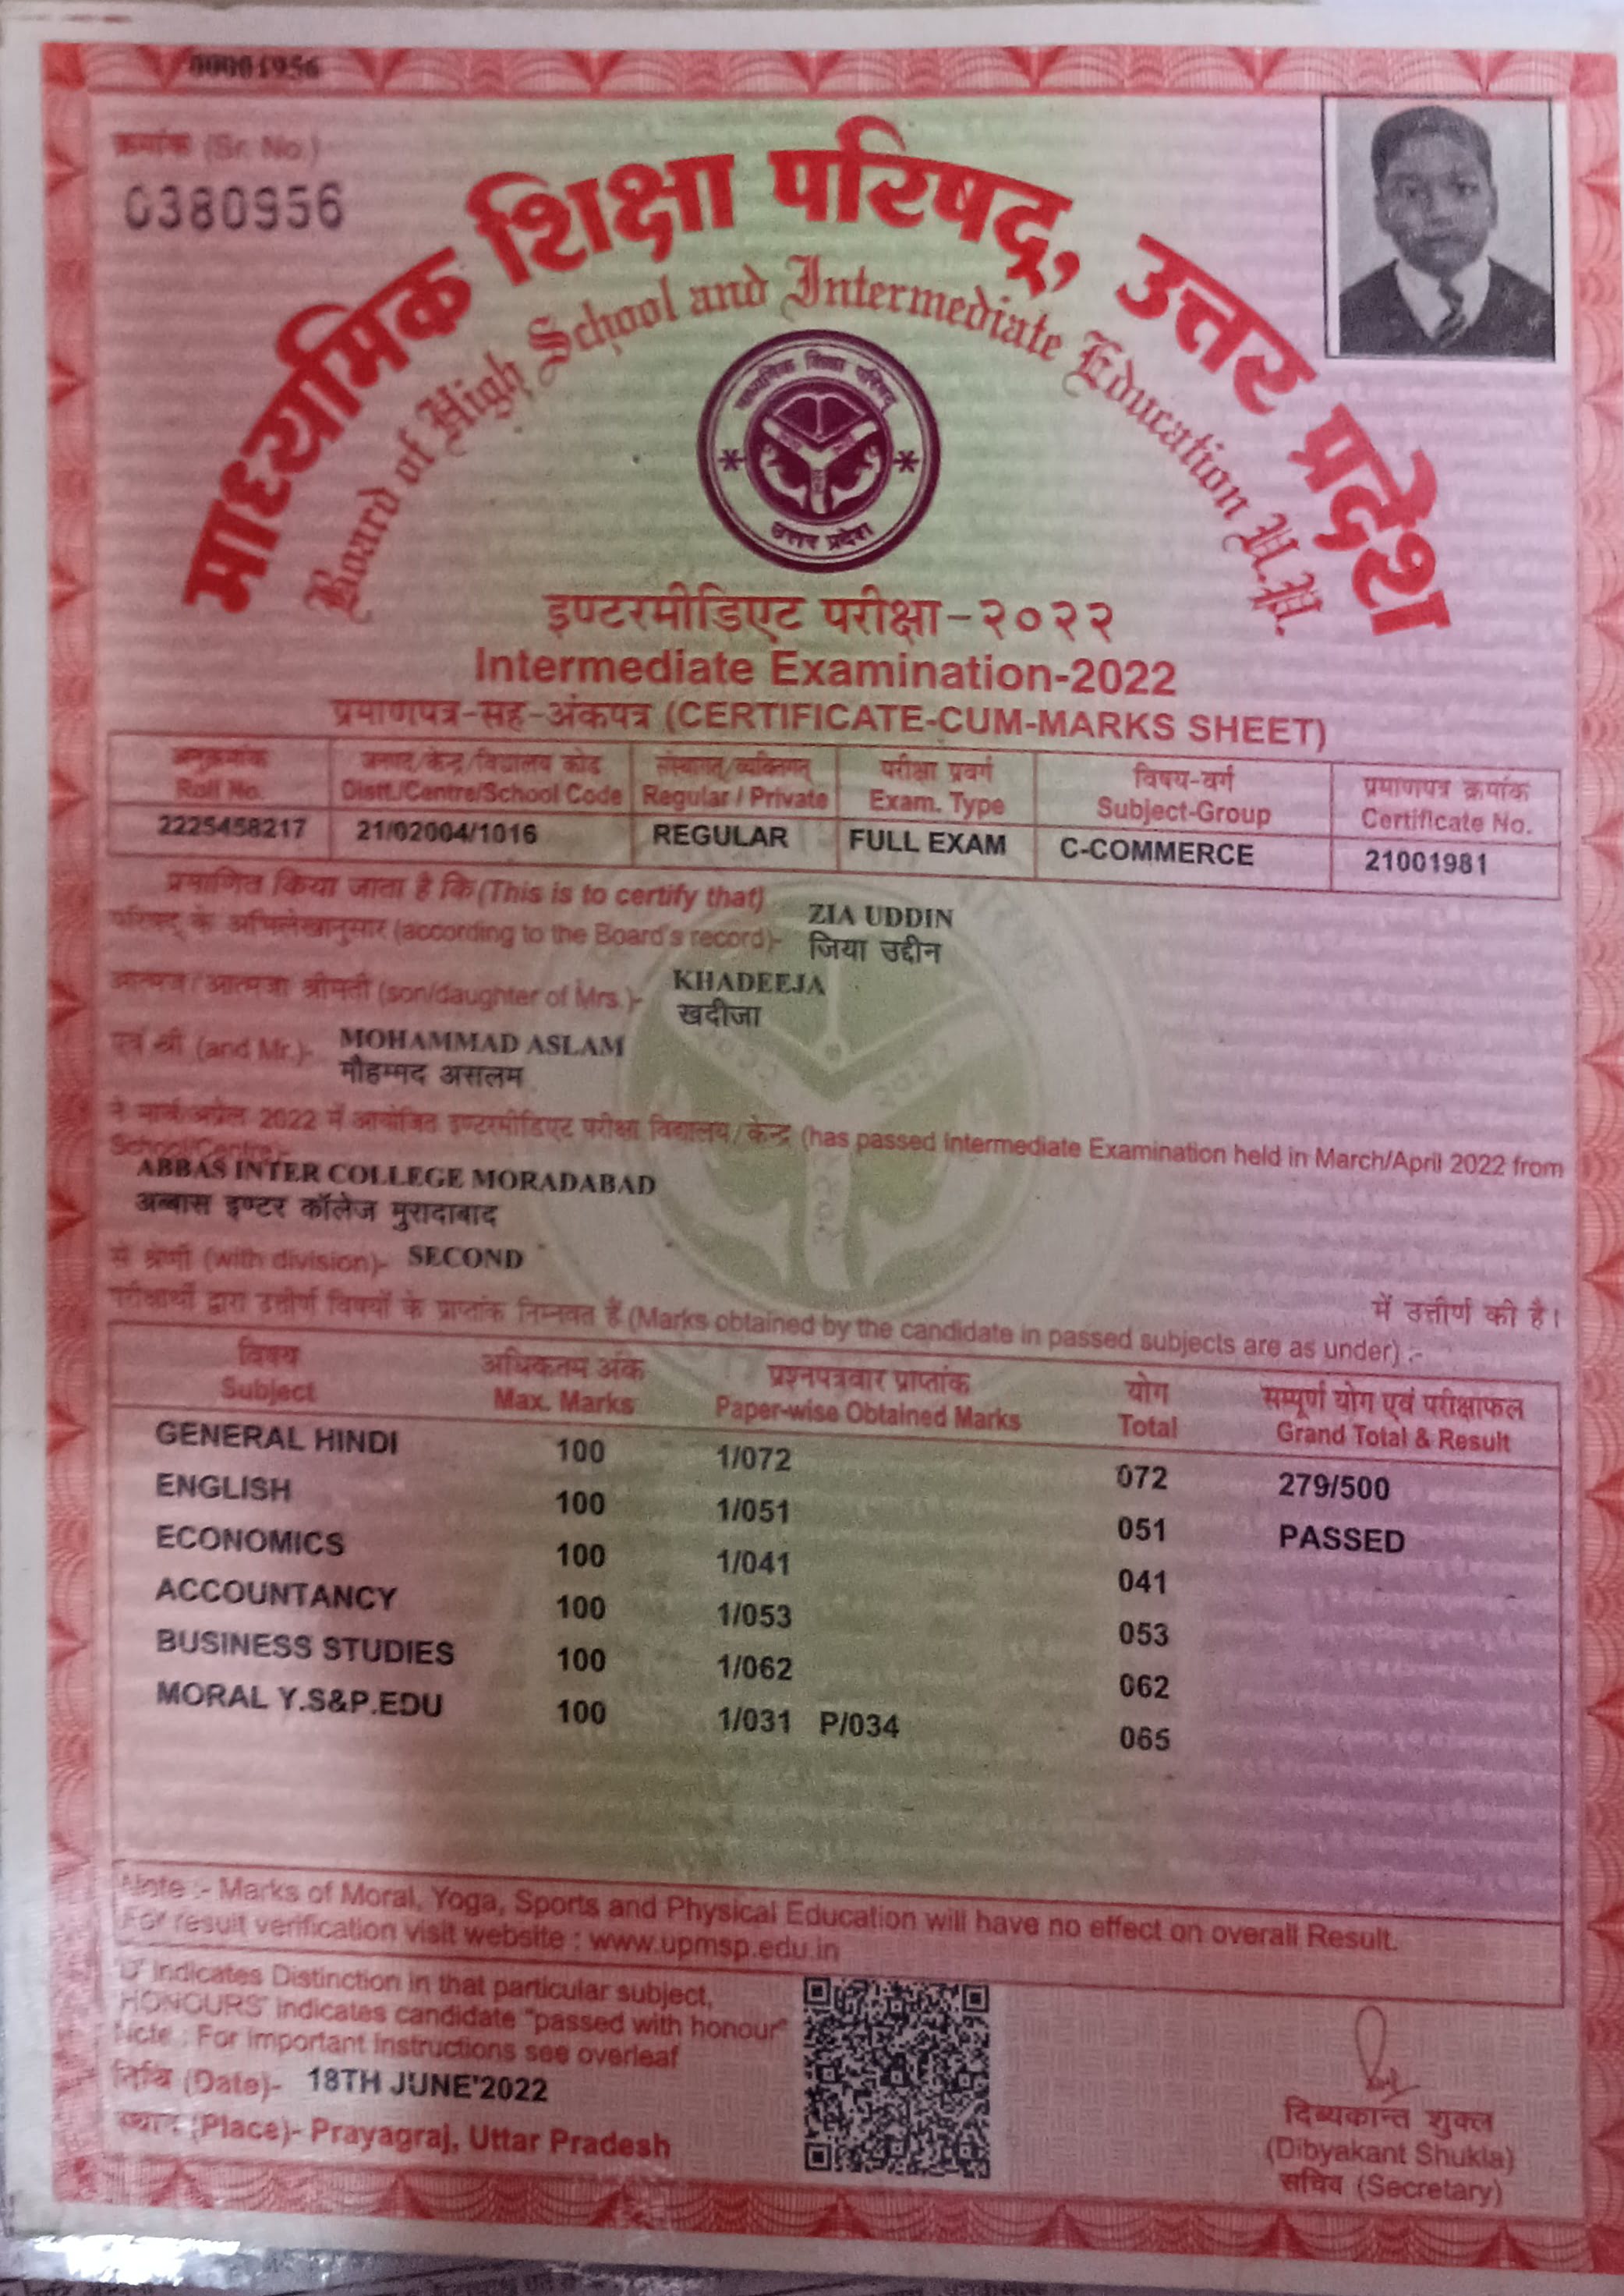 00001956
क्रमांक (Sr. No.)
0380956
माध्यमिक शिक्षा परिषद्, उत्तर प्रदेश
Board of High School and Intermediate Education U.P.
माध्यमिक शिक्षा परिषद्
उत्तर प्रदेश
इण्टरमीडिएट परीक्षा-२०२२
Intermediate Examination-2022
प्रमाणपत्र-सह-अंकपत्र (CERTIFICATE-CUM-MARKS SHEET)
अनुक्रमांक जनपद/केन्द्र/विद्यालय कोड संस्थागत/व्यक्तिगत परीक्षा प्रवर्ग विषय-वर्ग प्रमाणपत्र क्रमांक
Roll No. Distt./Centre/School Code Regular / Private Exam. Type Subject-Group Certificate No.
2225458217 21/02004/1016 REGULAR FULL EXAM C-COMMERCE 21001981
प्रमाणित किया जाता है कि (This is to certify that)
परिषद् के अभिलेखानुसार (according to the Board's record)- ZIA UDDIN
जिया उद्दीन
आत्मज/आत्मजा श्रीमती (son/daughter of Mrs.)- KHADEEJA
खदीजा
एवं श्री (and Mr.)- MOHAMMAD ASLAM
मौहम्मद असलम
ने मार्च/अप्रैल 2022 में आयोजित इण्टरमीडिएट परीक्षा विद्यालय/केन्द्र (has passed Intermediate Examination held in March/April 2022 from
School/Centre)-
ABBAS INTER COLLEGE MORADABAD
अब्बास इण्टर कॉलेज मुरादाबाद
से श्रेणी (with division)- SECOND
में उत्तीर्ण की है।
परीक्षार्थी द्वारा उत्तीर्ण विषयों के प्राप्तांक निम्नवत हैं (Marks obtained by the candidate in passed subjects are as under) :-
विषय अधिकतम अंक प्रश्नपत्रवार प्राप्तांक योग सम्पूर्ण योग एवं परीक्षाफल
Subject Max. Marks Paper-wise Obtained Marks Total Grand Total & Result
GENERAL HINDI 100 1/072 072 279/500
ENGLISH 100 1/051 051 PASSED
ECONOMICS 100 1/041 041
ACCOUNTANCY 100 1/053 053
BUSINESS STUDIES 100 1/062 062
MORAL Y.S&P.EDU 100 1/031 P/034 065
Note :- Marks of Moral, Yoga, Sports and Physical Education will have no effect on overall Result.
For result verification visit website : www.upmsp.edu.in
'D' Indicates Distinction in that particular subject,
'HONOURS' indicates candidate "passed with honour"
Note : For important instructions see overleaf
तिथि (Date)- 18TH JUNE'2022
स्थान (Place)- Prayagraj, Uttar Pradesh
दिब्यकान्त शुक्ल
(Dibyakant Shukla)
सचिव (Secretary)